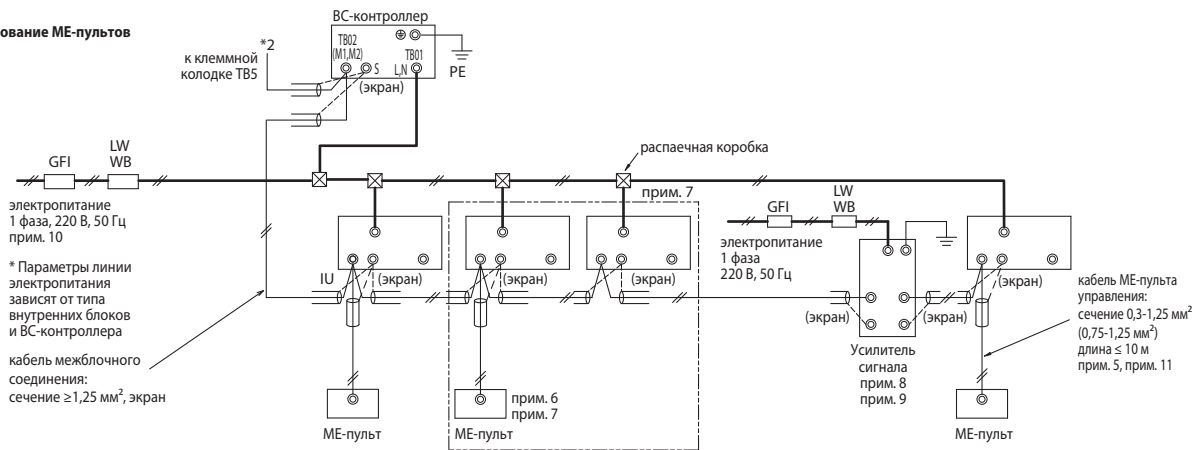 ование МЕ-пультов
BC-контроллер
*2
к клеммной
колодке TB5
TB02
(M1,M2)
S
TB01
L,N
(экран)
PE
распаечная коробка
GFI
LW
WB
электропитание
1 фаза, 220 В, 50 Гц
прим. 10
* Параметры линии
электропитания
зависят от типа
внутренних блоков
и BC-контроллера
кабель межблочного
соединения:
сечение ≥1,25 мм², экран
прим. 7
IU
(экран)
(экран)
(экран)
GFI
LW
WB
электропитание
1 фаза
220 В, 50 Гц
(экран)
(экран)
(экран)
Усилитель
сигнала
прим. 8
прим. 9
кабель МЕ-пульта
управления:
сечение 0,3-1,25 мм²
(0,75-1,25 мм²)
длина ≤ 10 м
прим. 5, прим. 11
МЕ-пульт
прим. 6
прим. 7
МЕ-пульт
МЕ-пульт